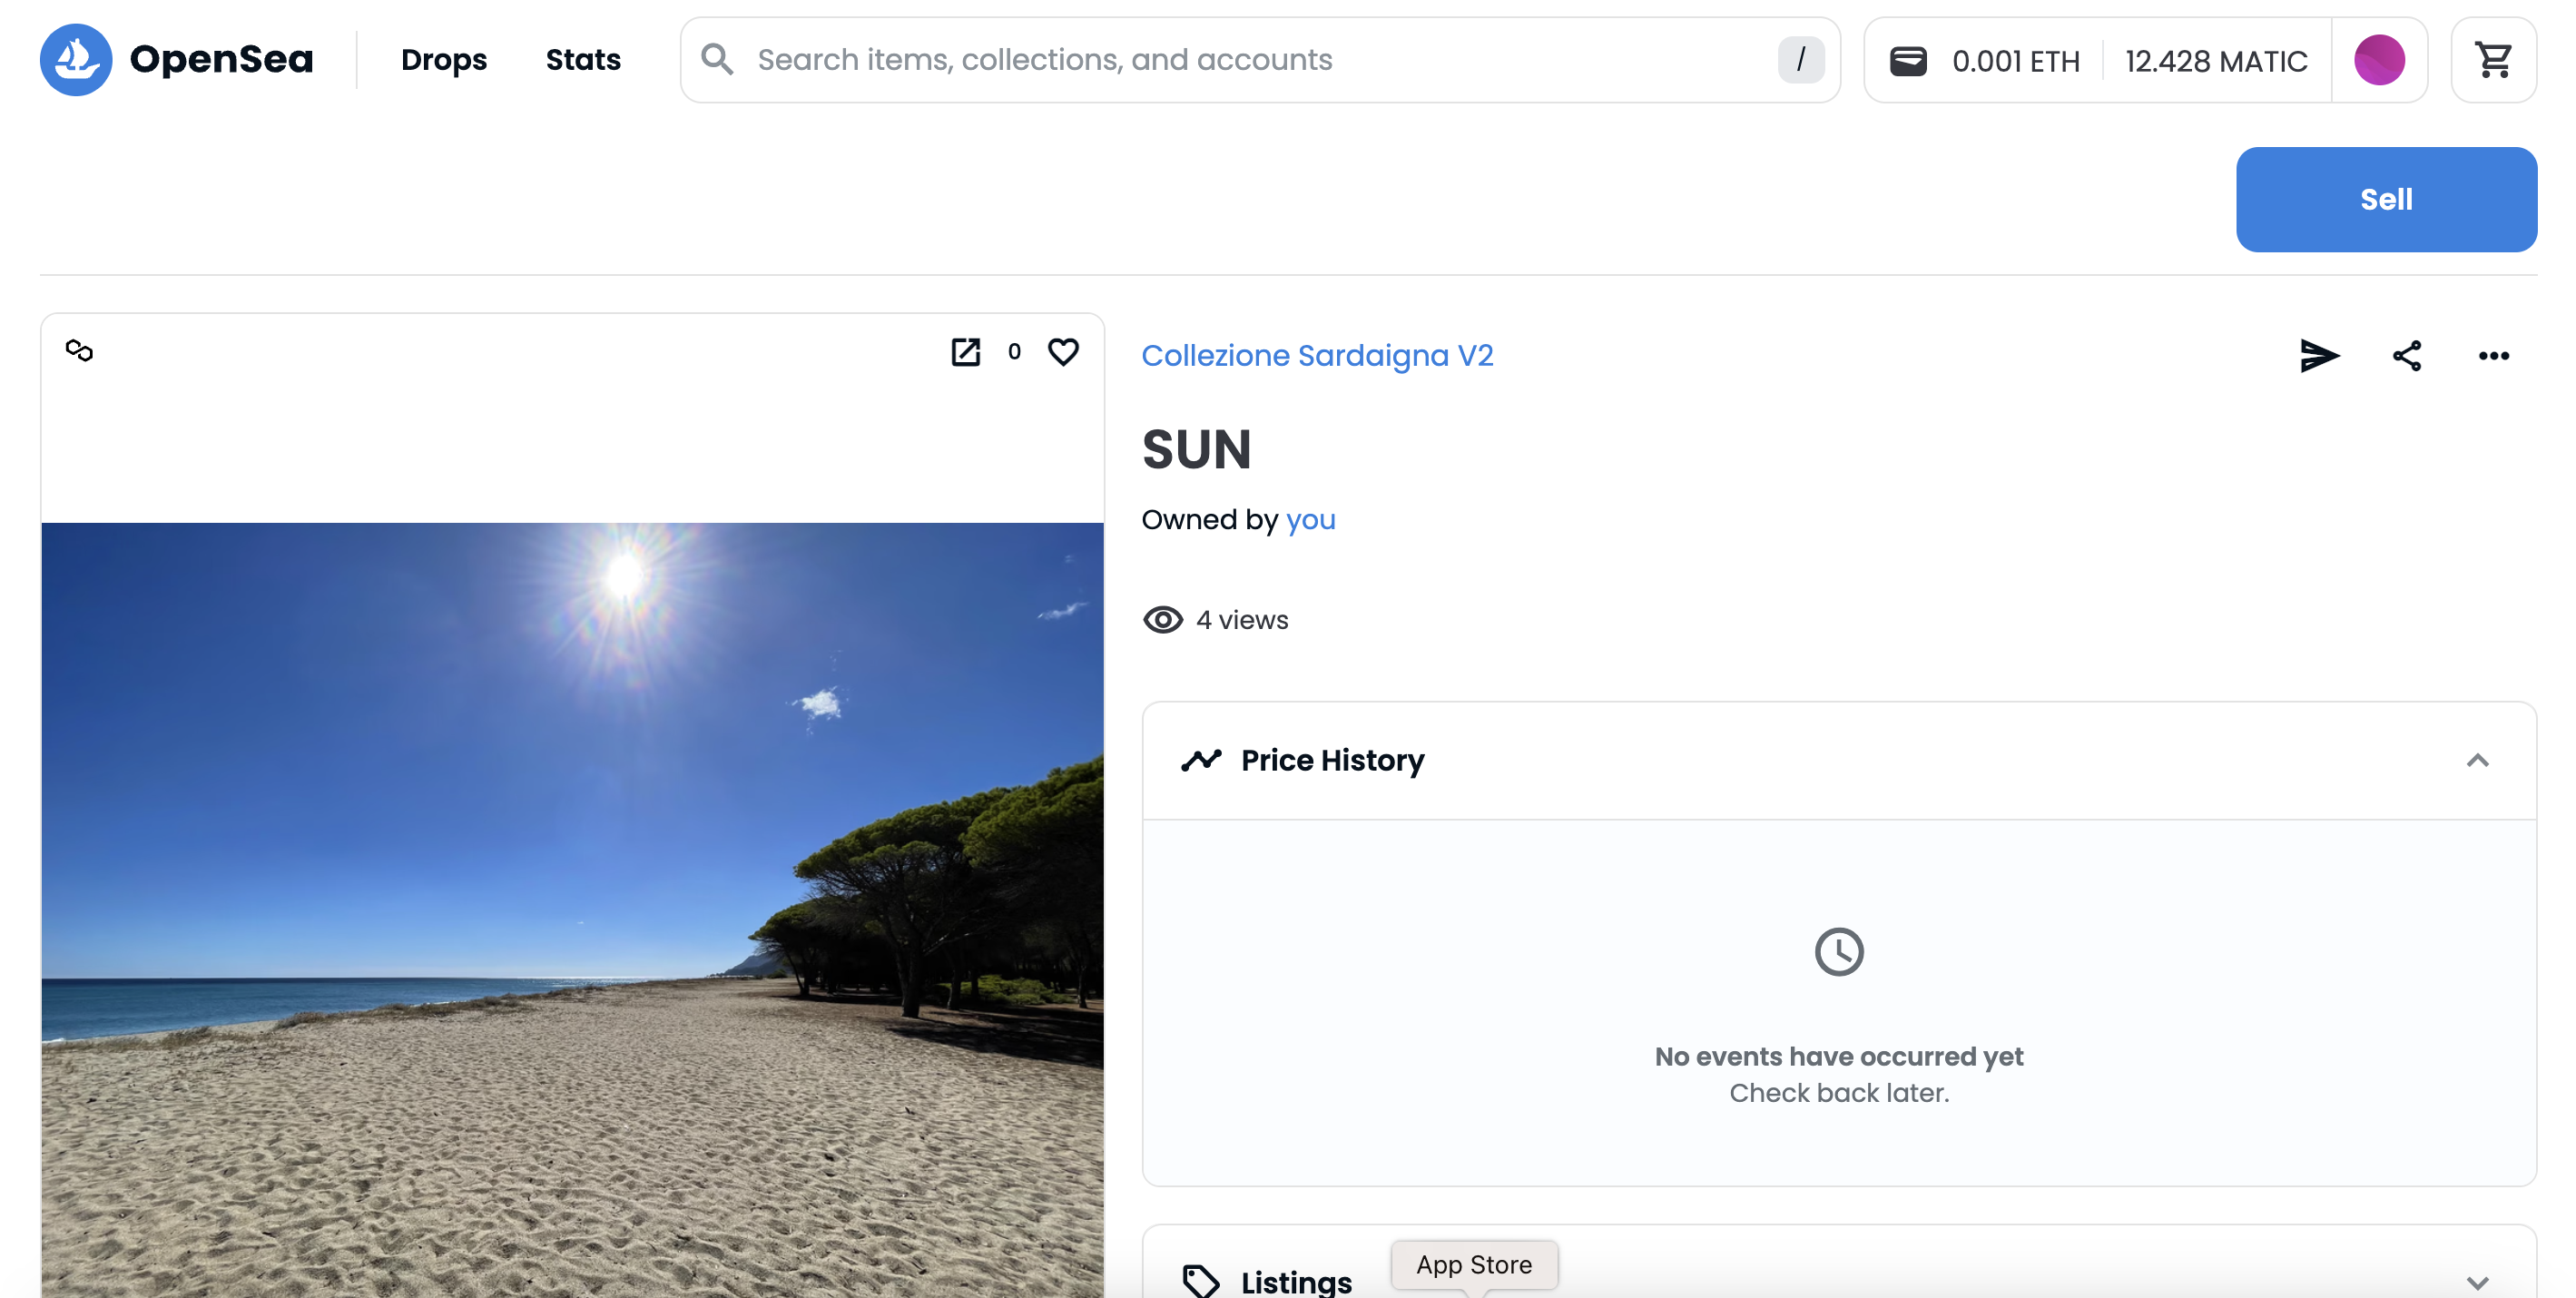 OpenSea
Drops
Stats
Search items, collections, and accounts
/
0.001 ETH
12.428 MATIC
Sell
0
Collezione Sardaigna V2
SUN
Owned by you
4 views
Price History
No events have occurred yet
Check back later.
Listings
App Store